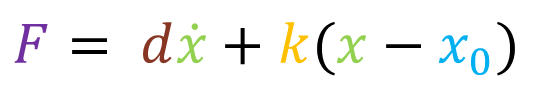 F = dẋ + k(x − x₀)